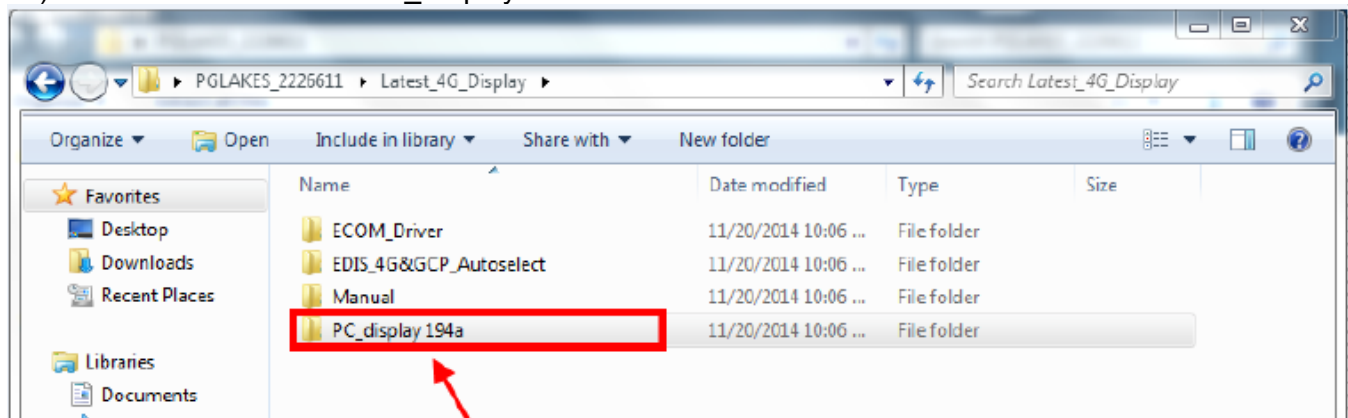 PGLAKES_2226611 Latest_4G_Display Search Latest_4G_Display
Organize Open Include in library Share with New folder
Name Date modified Type Size
Favorites
Desktop ECOM_Driver 11/20/2014 10:06 ... File folder
Downloads EDIS_4G&GCP_Autoselect 11/20/2014 10:06 ... File folder
Recent Places Manual 11/20/2014 10:06 ... File folder
PC_display 194a 11/20/2014 10:06 ... File folder
Libraries
Documents